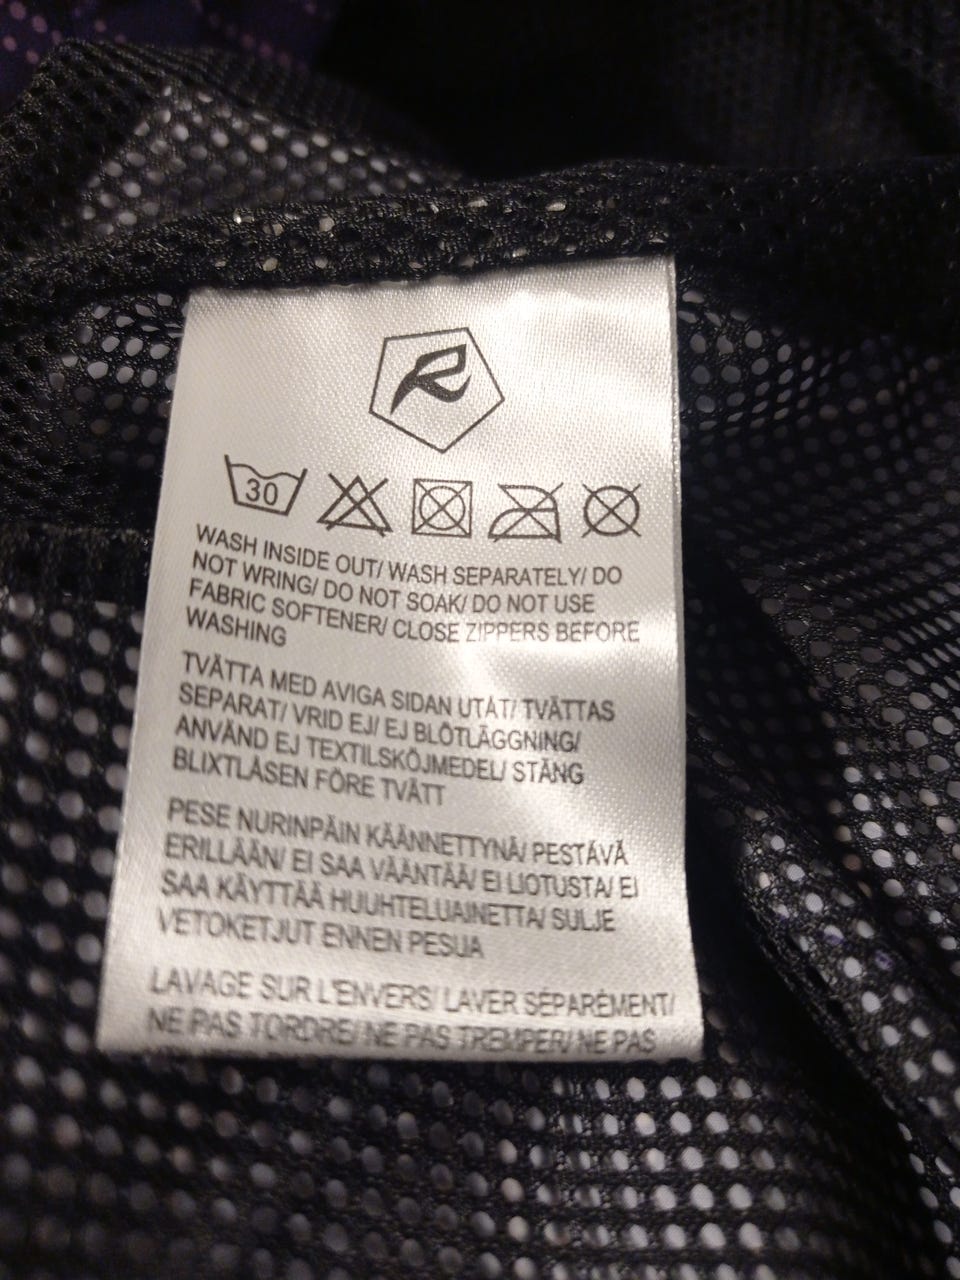 R
30
WASH INSIDE OUT/ WASH SEPARATELY/ DO
NOT WRING/ DO NOT SOAK/ DO NOT USE
FABRIC SOFTENER/ CLOSE ZIPPERS BEFORE
WASHING
TVÄTTA MED AVIGA SIDAN UTÅT/ TVÄTTAS
SEPARAT/ VRID EJ/ EJ BLÖTLÄGGNING/
ANVÄND EJ TEXTILSKÖJMEDEL/ STÄNG
BLIXTLÅSEN FÖRE TVÄTT
PESE NURINPÄIN KÄÄNNETTYNÄ/ PESTÄVÄ
ERILLÄÄN/ EI SAA VÄÄNTÄÄ/ EI LIOTUSTA/ EI
SAA KÄYTTÄÄ HUUHTELUAINETTA/ SULJE
VETOKETJUT ENNEN PESUA
LAVAGE SUR L'ENVERS/ LAVER SÉPARÉMENT/
NE PAS TORDRE/ NE PAS TREMPER/ NE PAS